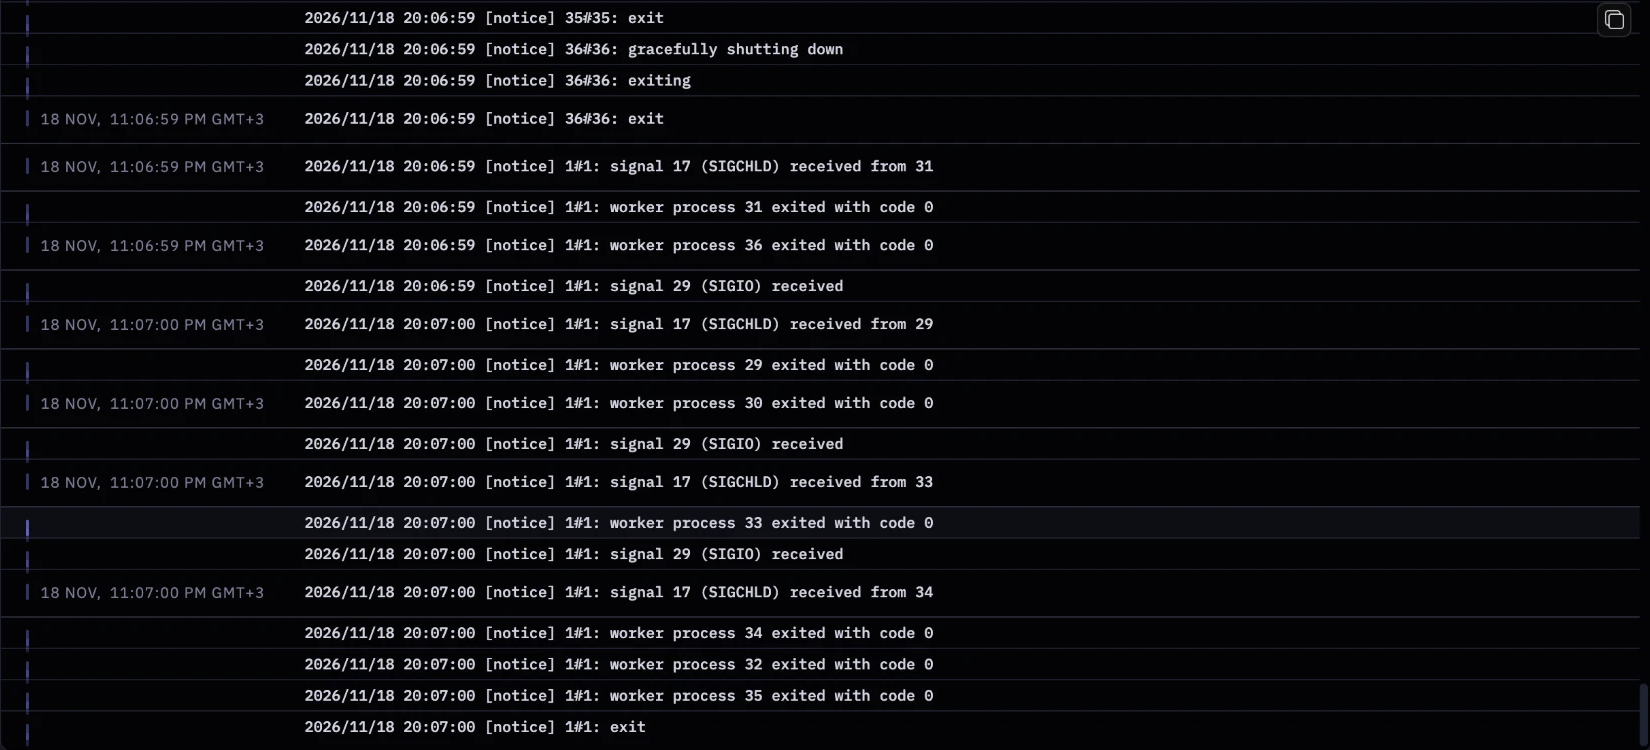 2026/11/18 20:06:59 [notice] 35#35: exit
2026/11/18 20:06:59 [notice] 36#36: gracefully shutting down
2026/11/18 20:06:59 [notice] 36#36: exiting
18 NOV, 11:06:59 PM GMT+3 2026/11/18 20:06:59 [notice] 36#36: exit
18 NOV, 11:06:59 PM GMT+3 2026/11/18 20:06:59 [notice] 1#1: signal 17 (SIGCHLD) received from 31
2026/11/18 20:06:59 [notice] 1#1: worker process 31 exited with code 0
18 NOV, 11:06:59 PM GMT+3 2026/11/18 20:06:59 [notice] 1#1: worker process 36 exited with code 0
2026/11/18 20:06:59 [notice] 1#1: signal 29 (SIGIO) received
18 NOV, 11:07:00 PM GMT+3 2026/11/18 20:07:00 [notice] 1#1: signal 17 (SIGCHLD) received from 29
2026/11/18 20:07:00 [notice] 1#1: worker process 29 exited with code 0
18 NOV, 11:07:00 PM GMT+3 2026/11/18 20:07:00 [notice] 1#1: worker process 30 exited with code 0
2026/11/18 20:07:00 [notice] 1#1: signal 29 (SIGIO) received
18 NOV, 11:07:00 PM GMT+3 2026/11/18 20:07:00 [notice] 1#1: signal 17 (SIGCHLD) received from 33
2026/11/18 20:07:00 [notice] 1#1: worker process 33 exited with code 0
2026/11/18 20:07:00 [notice] 1#1: signal 29 (SIGIO) received
18 NOV, 11:07:00 PM GMT+3 2026/11/18 20:07:00 [notice] 1#1: signal 17 (SIGCHLD) received from 34
2026/11/18 20:07:00 [notice] 1#1: worker process 34 exited with code 0
2026/11/18 20:07:00 [notice] 1#1: worker process 32 exited with code 0
2026/11/18 20:07:00 [notice] 1#1: worker process 35 exited with code 0
2026/11/18 20:07:00 [notice] 1#1: exit